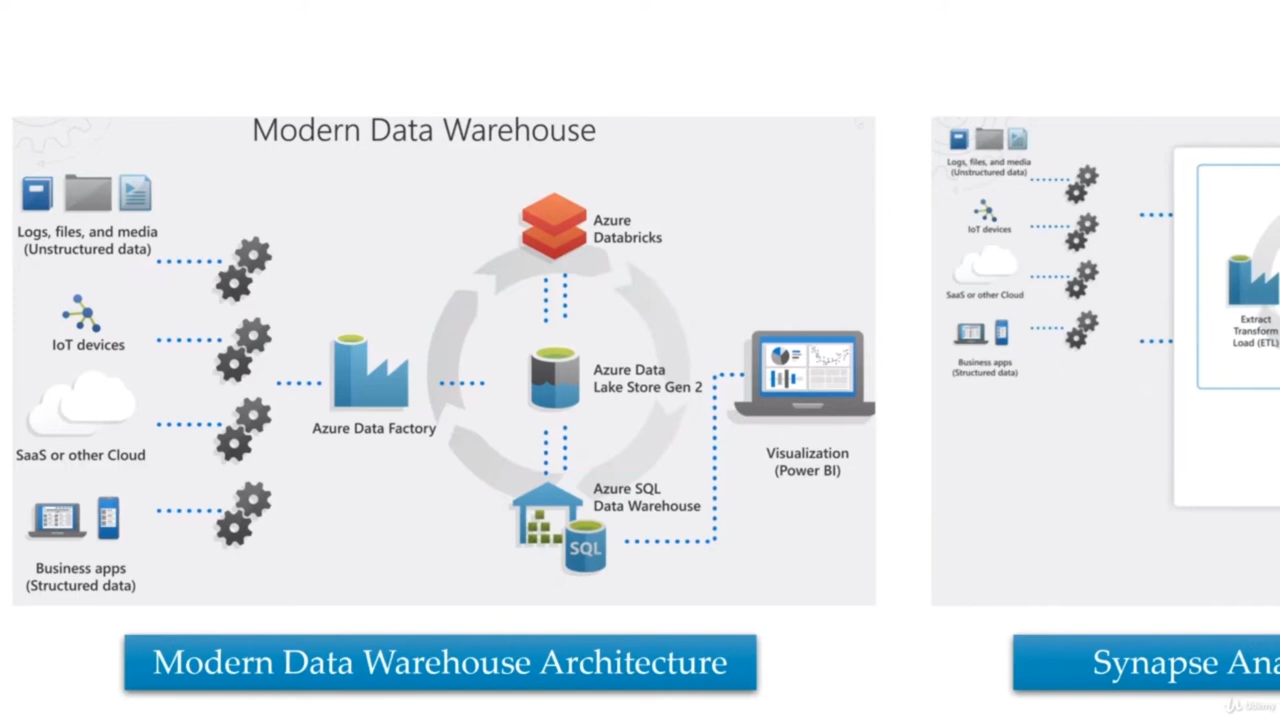 Modern Data Warehouse
Logs, files, and media
(Unstructured data)
IoT devices
SaaS or other Cloud
Business apps
(Structured data)
Azure Data Factory
Azure
Databricks
Azure Data
Lake Store Gen 2
Azure SQL
Data Warehouse
SQL
Visualization
(Power BI)
Modern Data Warehouse Architecture
Logs, files, and media
(Unstructured data)
IoT devices
SaaS or other Cloud
Business apps
(Structured data)
Extract
Transform
Load (ETL)
Synapse Ana
Udemy